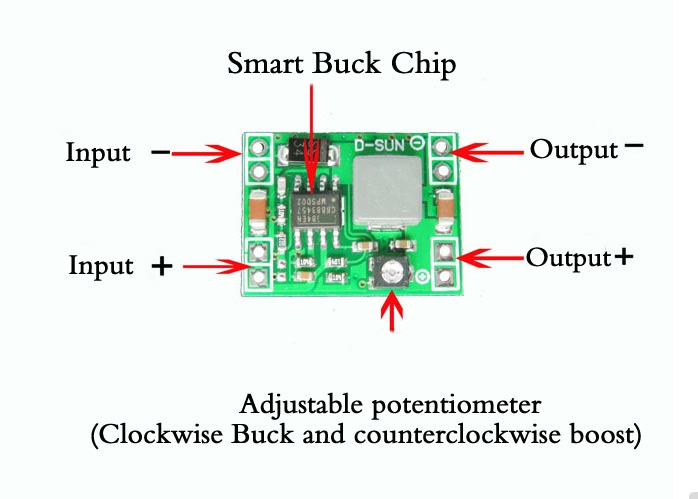 Smart Buck Chip
Input −
D-SUN
Output −
Input +
Output+
Adjustable potentiometer
(Clockwise Buck and counterclockwise boost)